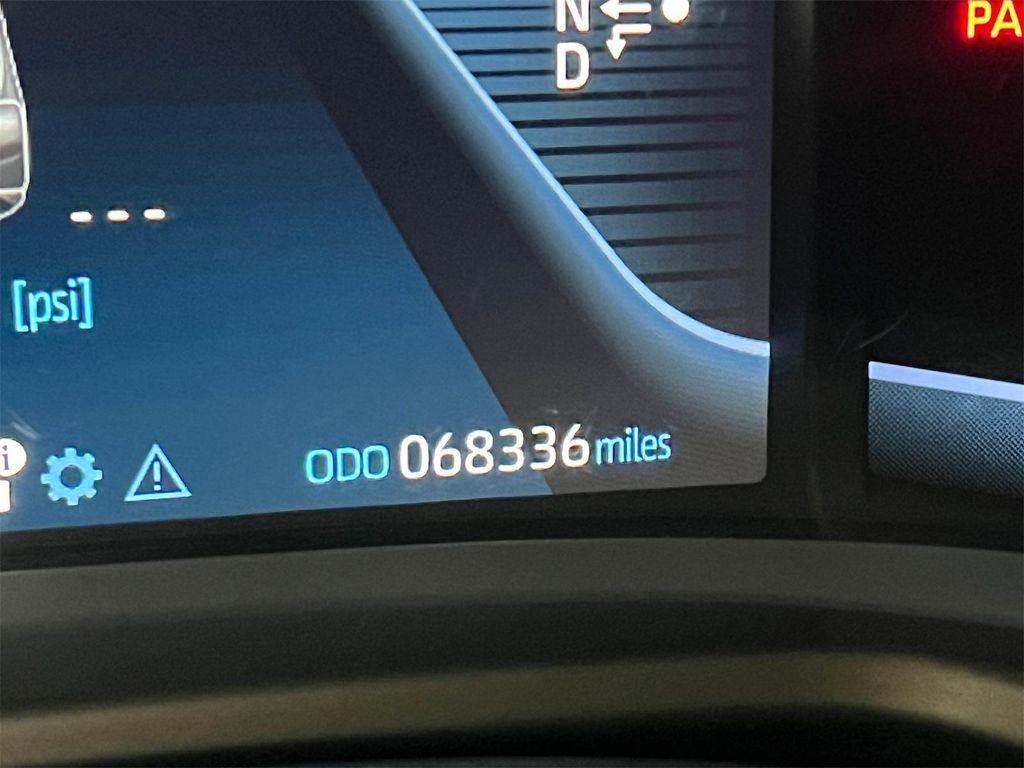 N
D
PA
---
[psi]
i
ODO 068336 miles